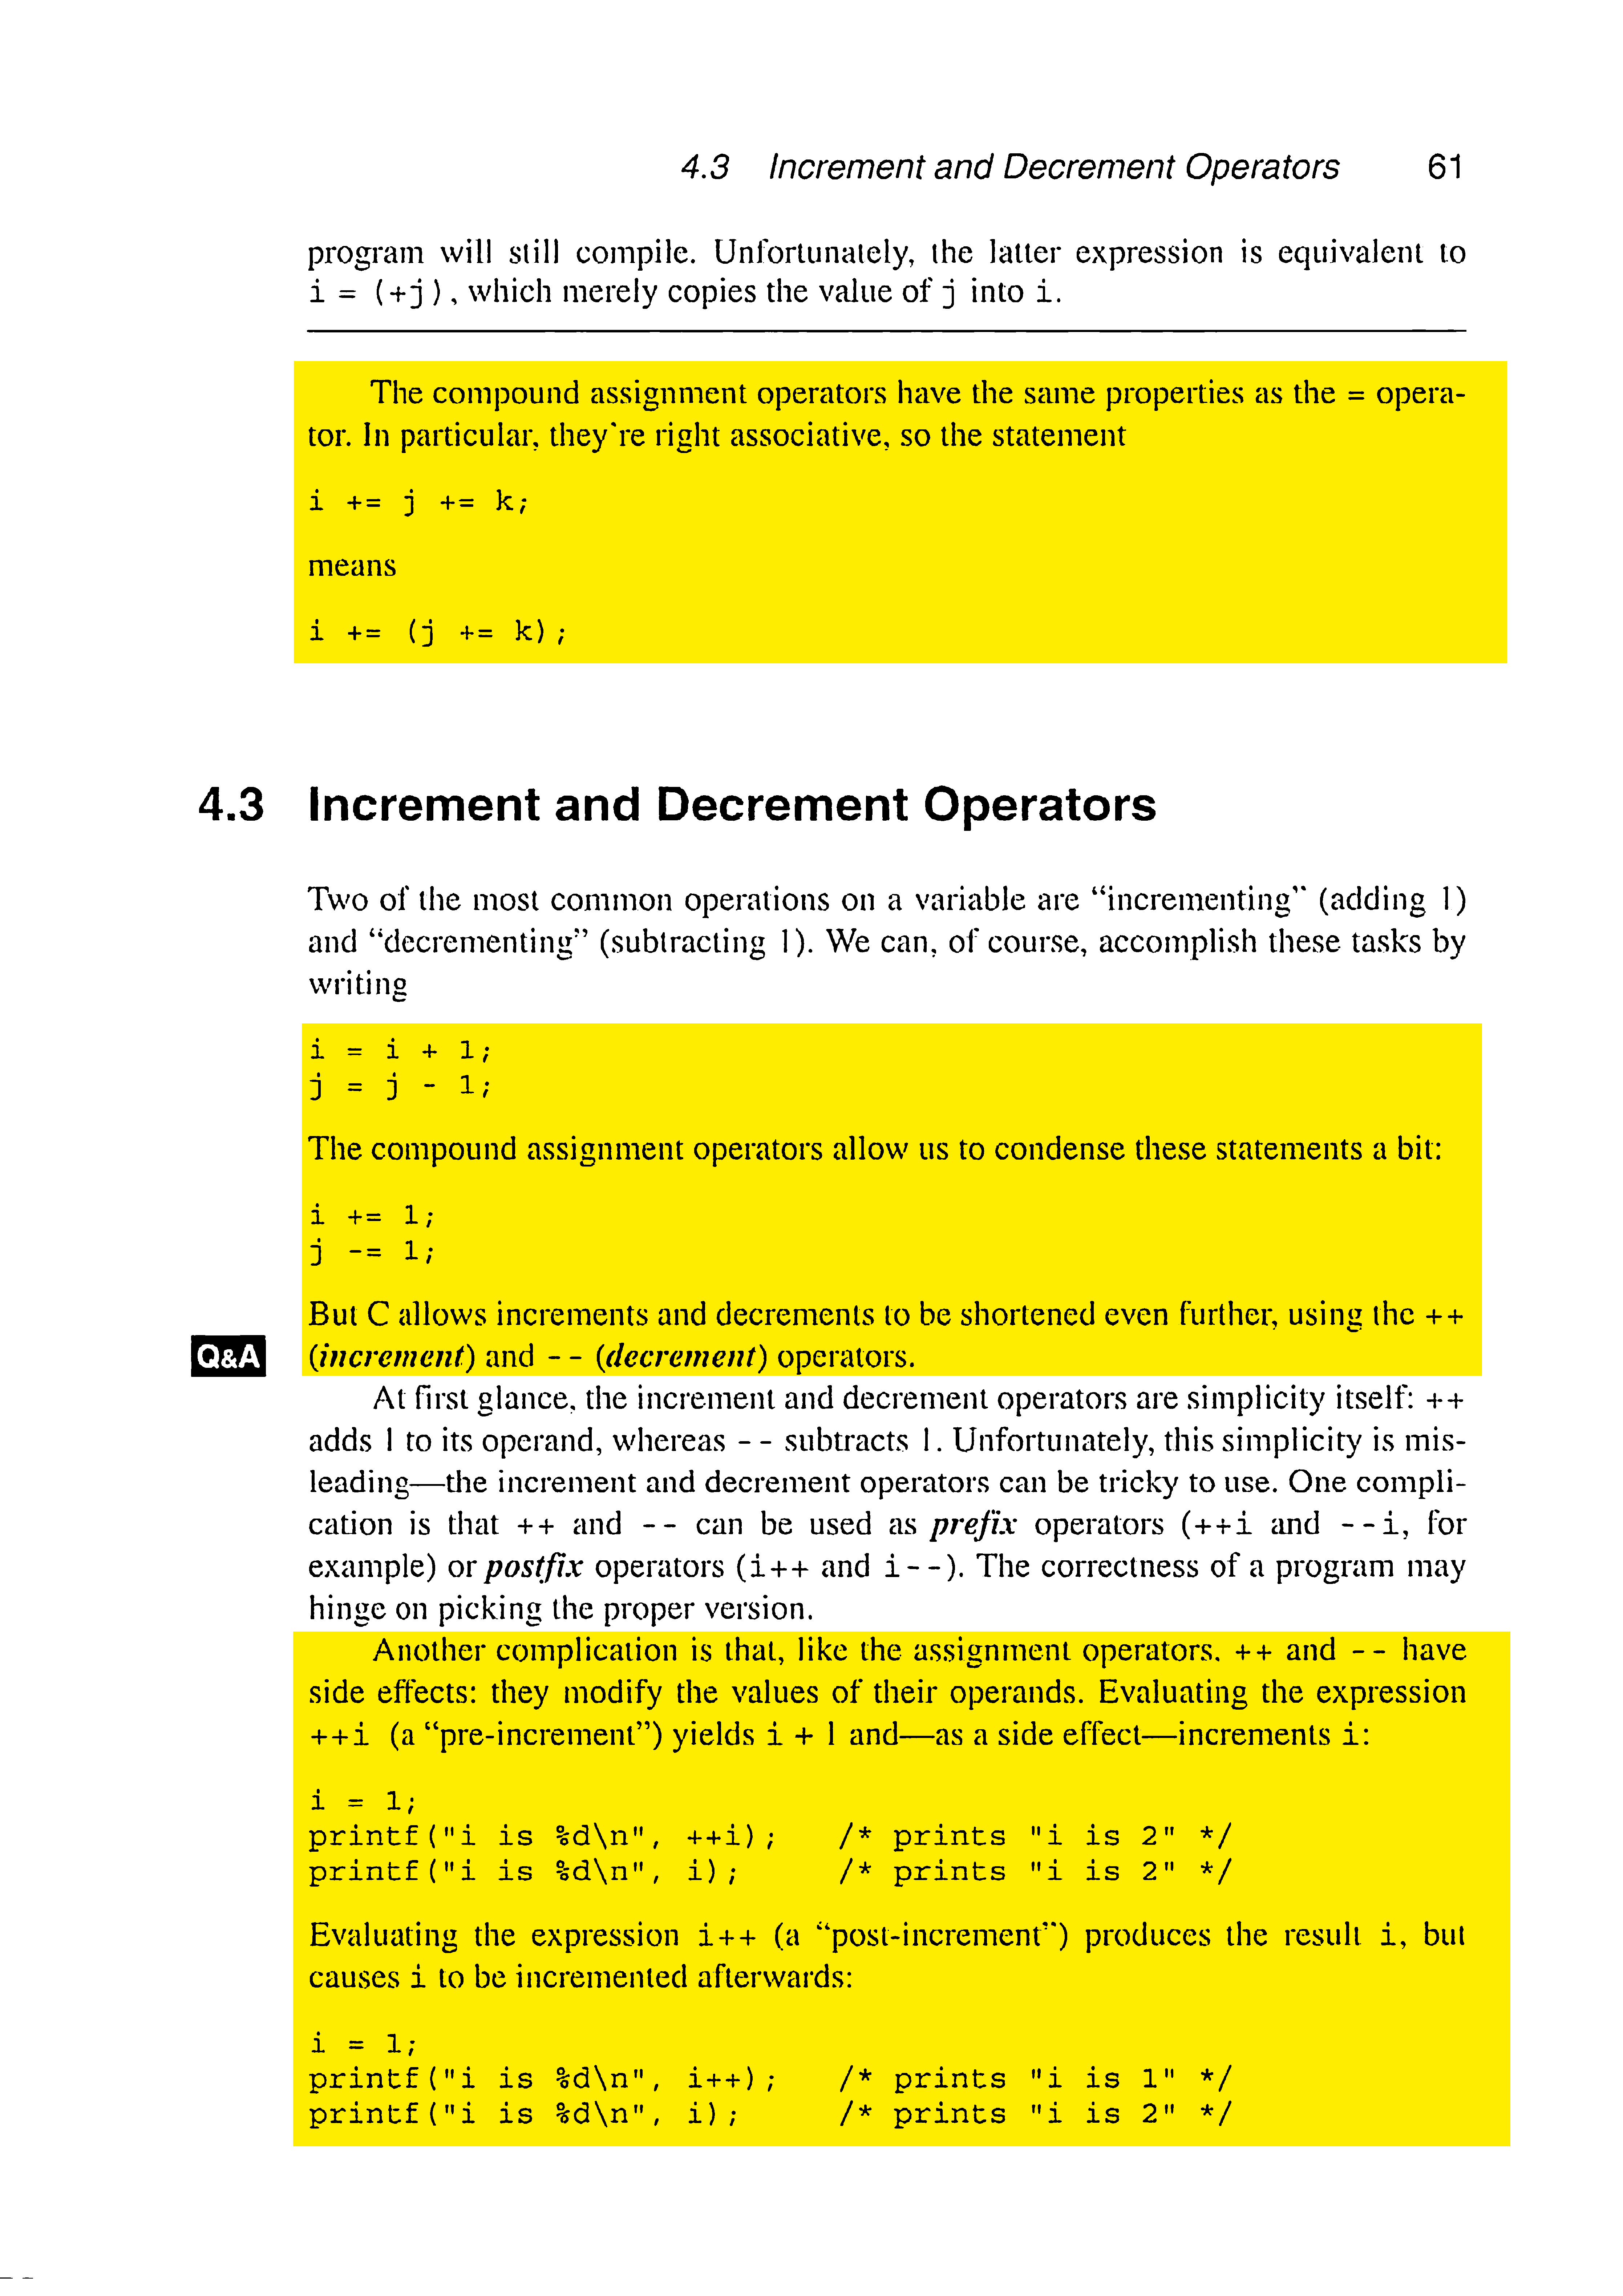 4.3 Increment and Decrement Operators 61
program will still compile. Unfortunately, the latter expression is equivalent to
i = (+j), which merely copies the value of j into i.
The compound assignment operators have the same properties as the = opera-
tor. In particular, they're right associative, so the statement
i += j += k;
means
i += (j += k);
4.3 Increment and Decrement Operators
Two of the most common operations on a variable are “incrementing” (adding 1)
and “decrementing” (subtracting 1). We can, of course, accomplish these tasks by
writing
i = i + 1;
j = j - 1;
The compound assignment operators allow us to condense these statements a bit:
i += 1;
j -= 1;
But C allows increments and decrements to be shortened even further, using the ++
Q&A (increment) and -- (decrement) operators.
At first glance, the increment and decrement operators are simplicity itself: ++
adds 1 to its operand, whereas -- subtracts 1. Unfortunately, this simplicity is mis-
leading—the increment and decrement operators can be tricky to use. One compli-
cation is that ++ and -- can be used as prefix operators (++i and --i, for
example) or postfix operators (i++ and i--). The correctness of a program may
hinge on picking the proper version.
Another complication is that, like the assignment operators, ++ and -- have
side effects: they modify the values of their operands. Evaluating the expression
++i (a “pre-increment”) yields i + 1 and—as a side effect—increments i:
i = 1;
printf("i is %d\n", ++i); /* prints "i is 2" */
printf("i is %d\n", i); /* prints "i is 2" */
Evaluating the expression i++ (a “post-increment”) produces the result i, but
causes i to be incremented afterwards:
i = 1;
printf("i is %d\n", i++); /* prints "i is 1" */
printf("i is %d\n", i); /* prints "i is 2" */